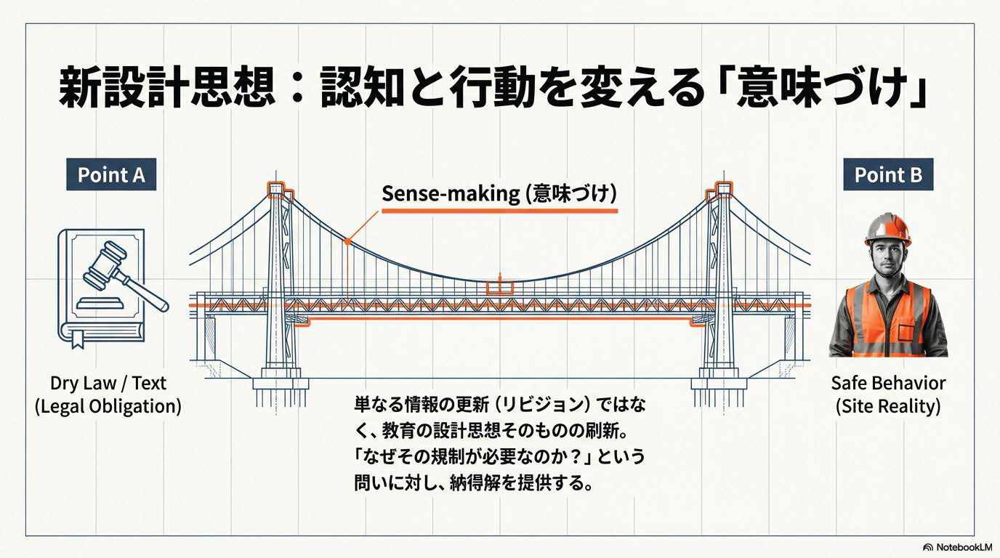 新設計思想：認知と行動を変える「意味づけ」
Point A
Sense-making (意味づけ)
Point B
Dry Law / Text
(Legal Obligation)
Safe Behavior
(Site Reality)
単なる情報の更新（リビジョン）ではな
く、教育の設計思想そのものの刷新。
「なぜその規制が必要なのか？」という
問いに対し、納得解を提供する。
NotebookLM